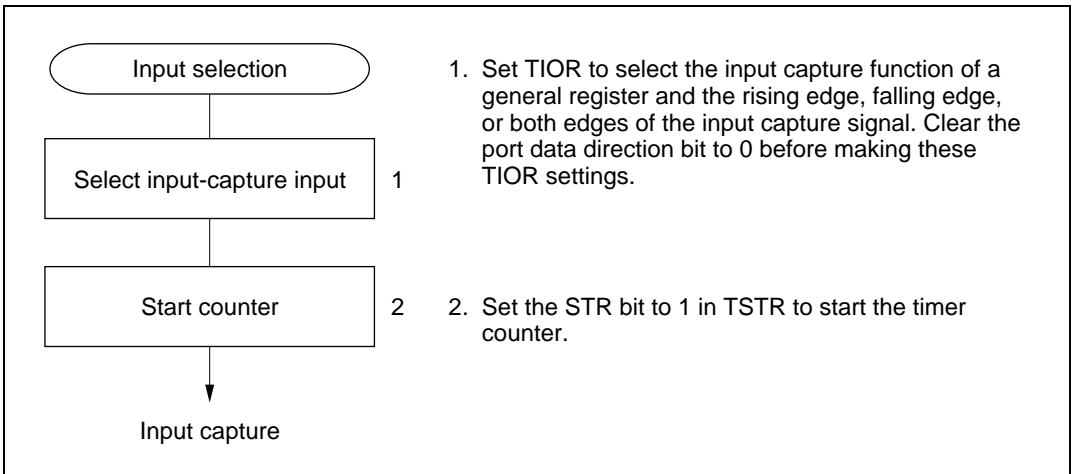 Input selection
Select input-capture input 1
Start counter 2
Input capture
1. Set TIOR to select the input capture function of a
general register and the rising edge, falling edge,
or both edges of the input capture signal. Clear the
port data direction bit to 0 before making these
TIOR settings.
2. Set the STR bit to 1 in TSTR to start the timer
counter.